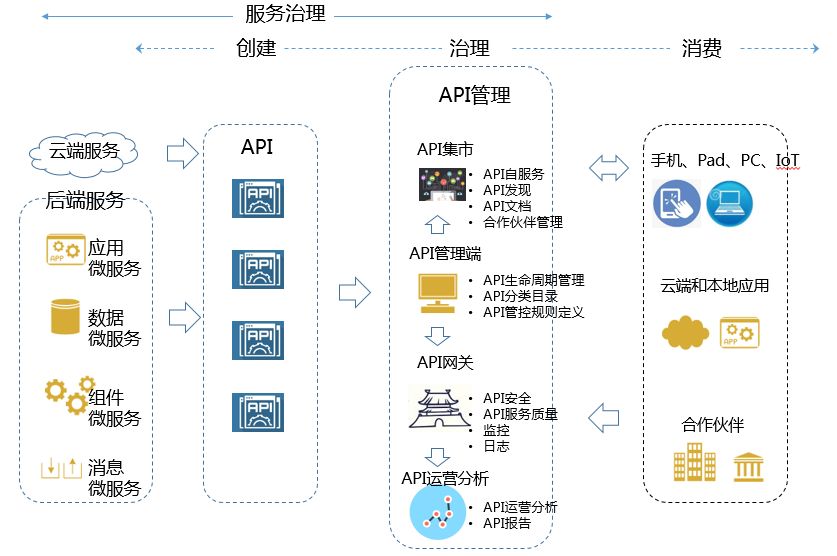 服务治理
创建
治理
消费
云端服务
后端服务
应用
微服务
数据
微服务
组件
微服务
消息
微服务
APP
API
API
API
API
API
API管理
API集市
API自服务
API发现
API文档
合作伙伴管理
API管理端
API生命周期管理
API分类目录
API管控规则定义
API网关
API安全
API服务质量
监控
日志
API运营分析
API运营分析
API报告
手机、Pad、PC、IoT
云端和本地应用
APP
合作伙伴